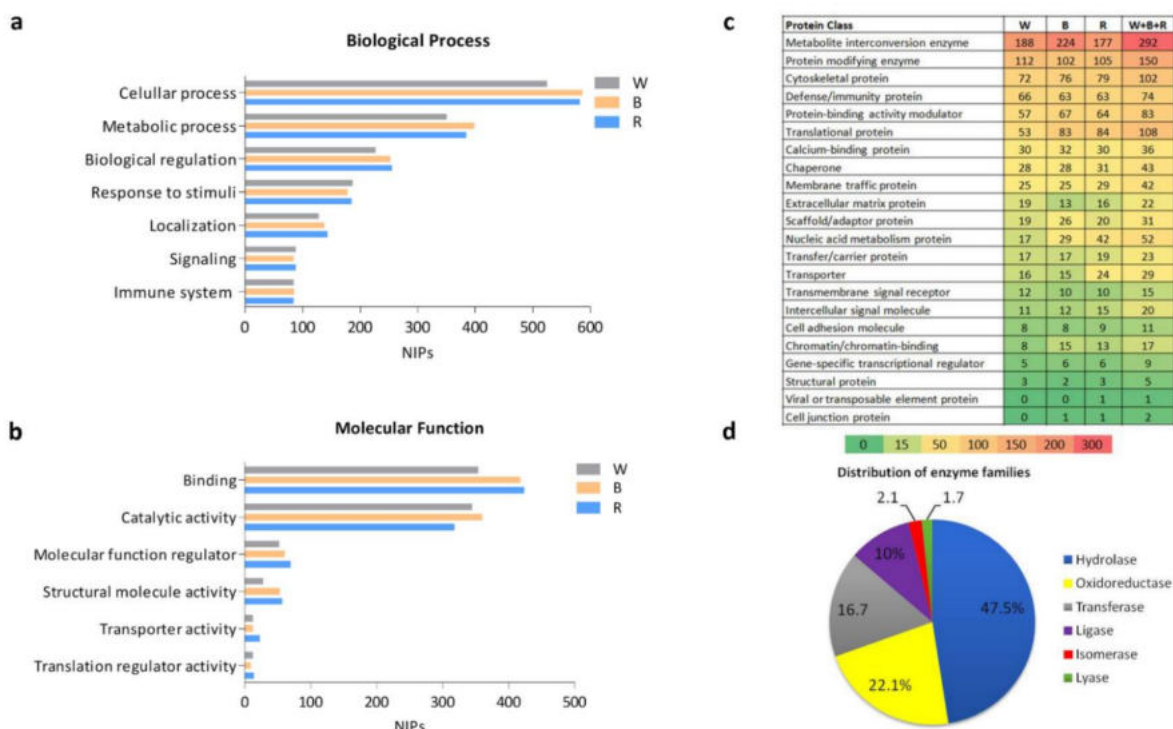 a
Biological Process
Celullar process
Metabolic process
Biological regulation
Response to stimuli
Localization
Signaling
Immune system
W
B
R
0 100 200 300 400 500 600
NIPs
b
Molecular Function
Binding
Catalytic activity
Molecular function regulator
Structural molecule activity
Transporter activity
Translation regulator activity
W
B
R
0 100 200 300 400 500
NIPs
c
Protein Class W B R W+B+R
Metabolite interconversion enzyme 188 224 177 292
Protein modifying enzyme 112 102 105 150
Cytoskeletal protein 72 76 79 102
Defense/immunity protein 66 63 63 74
Protein-binding activity modulator 57 67 64 83
Translational protein 53 83 84 108
Calcium-binding protein 30 32 30 36
Chaperone 28 28 31 43
Membrane traffic protein 25 25 29 42
Extracellular matrix protein 19 13 16 22
Scaffold/adaptor protein 19 26 20 31
Nucleic acid metabolism protein 17 29 42 52
Transfer/carrier protein 17 17 19 23
Transporter 16 15 24 29
Transmembrane signal receptor 12 10 10 15
Intercellular signal molecule 11 12 15 20
Cell adhesion molecule 8 8 9 11
Chromatin/chromatin-binding 8 15 13 17
Gene-specific transcriptional regulator 5 6 6 9
Structural protein 3 2 3 5
Viral or transposable element protein 0 0 1 1
Cell junction protein 0 1 1 2
0 15 50 100 150 200 300
d
Distribution of enzyme families
2.1 1.7
10%
47.5%
16.7
22.1%
Hydrolase
Oxidoreductase
Transferase
Ligase
Isomerase
Lyase